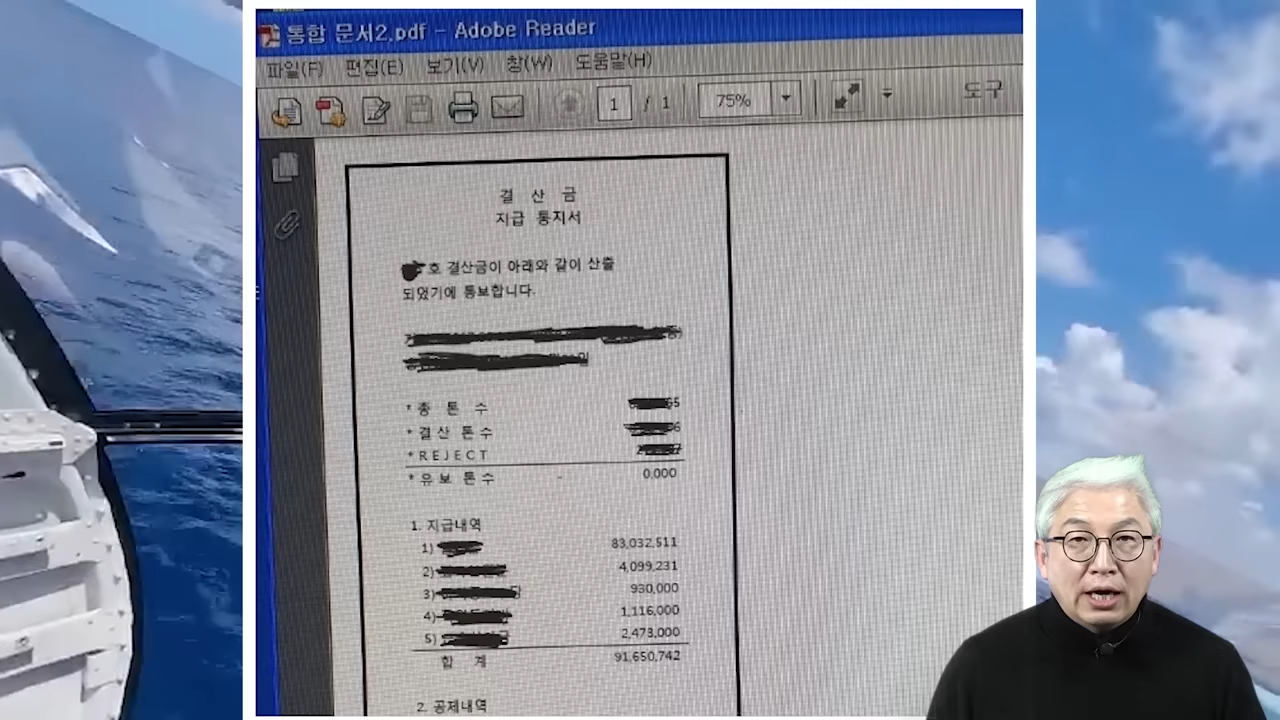 통합 문서2.pdf - Adobe Reader
파일(F) 편집(E) 보기(V) 창(W) 도움말(H)
1 / 1 75% 도구
결 산 금
지급 통지서
호 결산금이 아래와 같이 산출
되었기에 통보합니다.
* 총 톤 수 5
* 결산톤수 6
* REJECT
* 유보톤수 - 0.000
1. 지급내역
1) 83,032,511
2) 4,099,231
3) 930,000
4) 1,116,000
5) 2,473,000
합 계 91,650,742
2. 공제내역